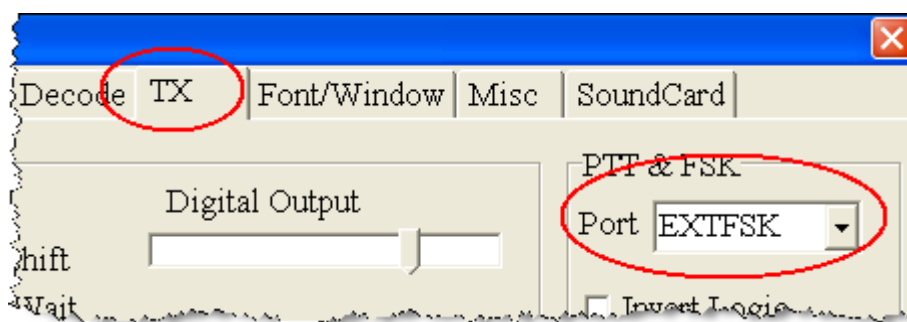 Decode TX Font/Window Misc SoundCard
PTT & FSK
Digital Output
Port EXTFSK
hift
Wait
Invert Logic